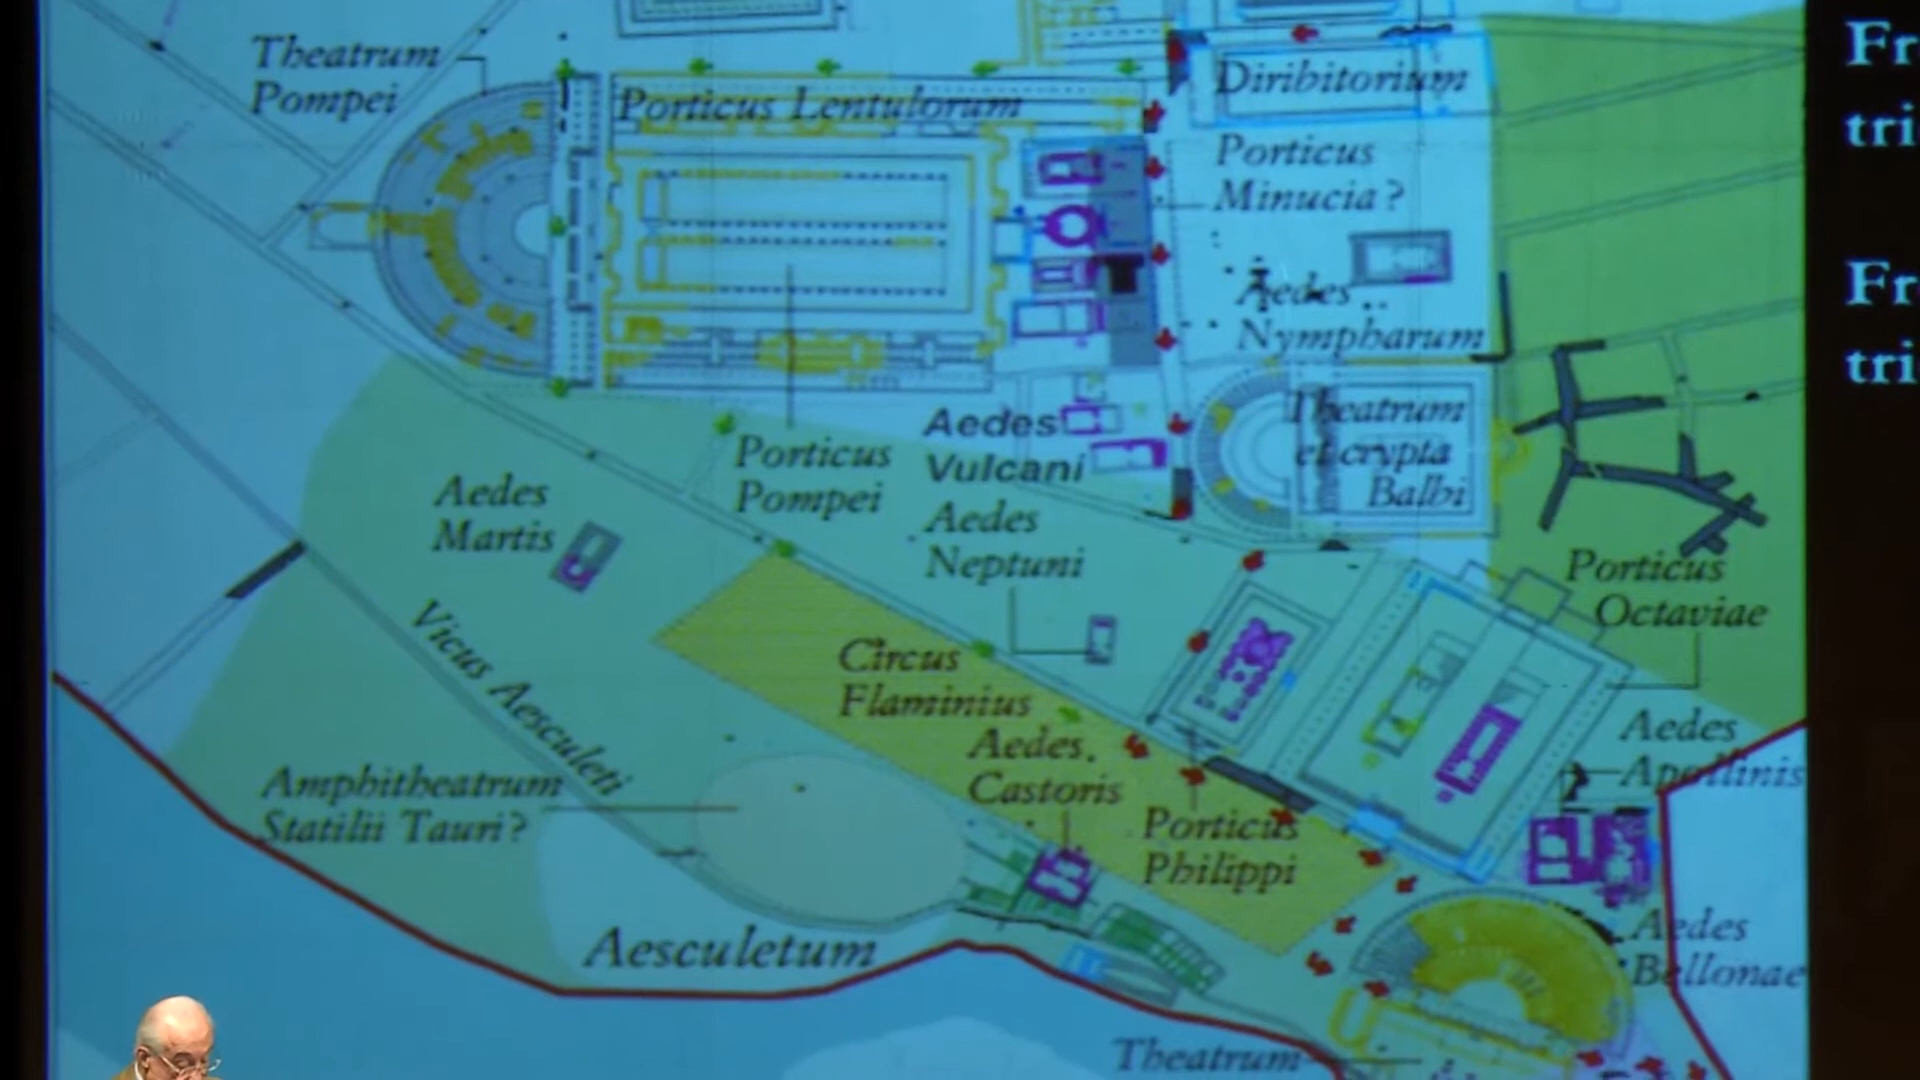 Theatrum
Pompei
Porticus Lentulorum
Diribitorium
Porticus
Minucia?
Aedes
Nympharum
Theatrum
et crypta
Balbi
Aedes
Vulcani
Porticus
Pompei
Aedes
Martis
Aedes
Neptuni
Porticus
Octaviae
Vicus Aesculeti
Circus
Flaminius
Aedes
Castoris
Aedes
Apollinis
Amphitheatrum
Statilii Tauri?
Porticus
Philippi
Aesculetum
Aedes
Bellonae
Theatrum
Fr
tri
Fr
tri